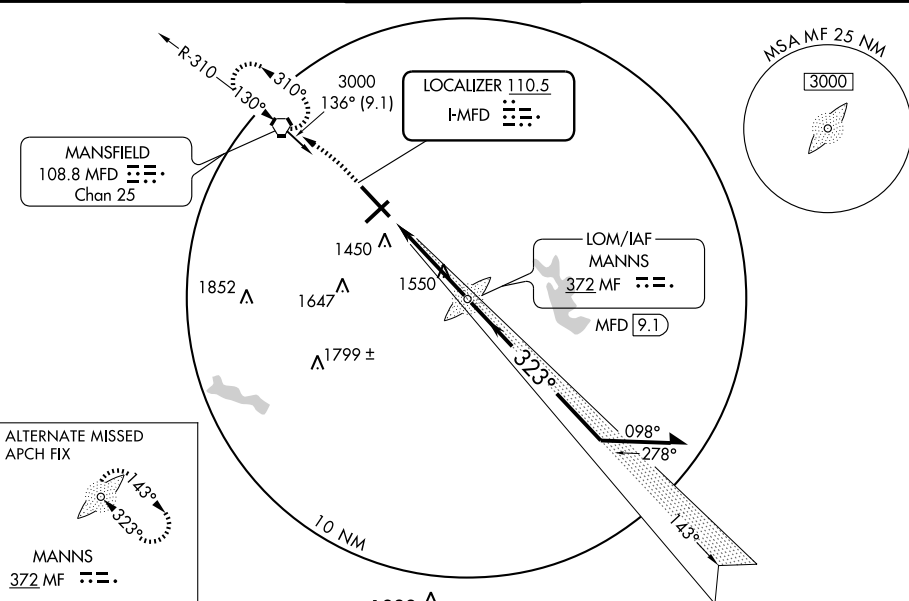 R-310
310°
130°
3000
136° (9.1)
LOCALIZER 110.5
I-MFD
MSA MF 25 NM
3000
MANSFIELD
108.8 MFD
Chan 25
1450
1550
LOM/IAF
MANNS
372 MF
MFD 9.1
1852
1647
1799 ±
323°
098°
278°
143°
10 NM
ALTERNATE MISSED
APCH FIX
143°
323°
MANNS
372 MF